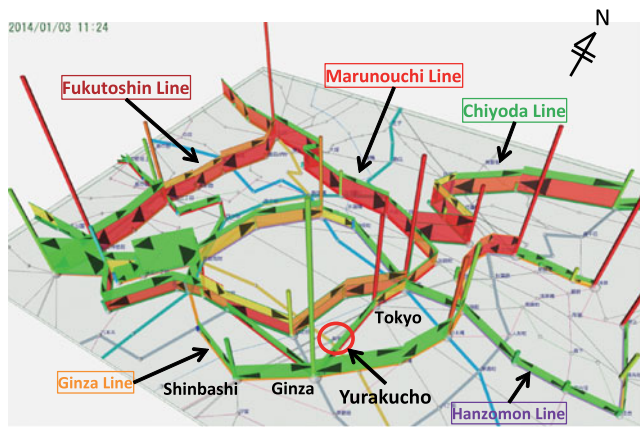 2014/01/03 11:24
N
Fukutoshin Line
Marunouchi Line
Chiyoda Line
Tokyo
Ginza Line
Shinbashi
Ginza
Yurakucho
Hanzomon Line